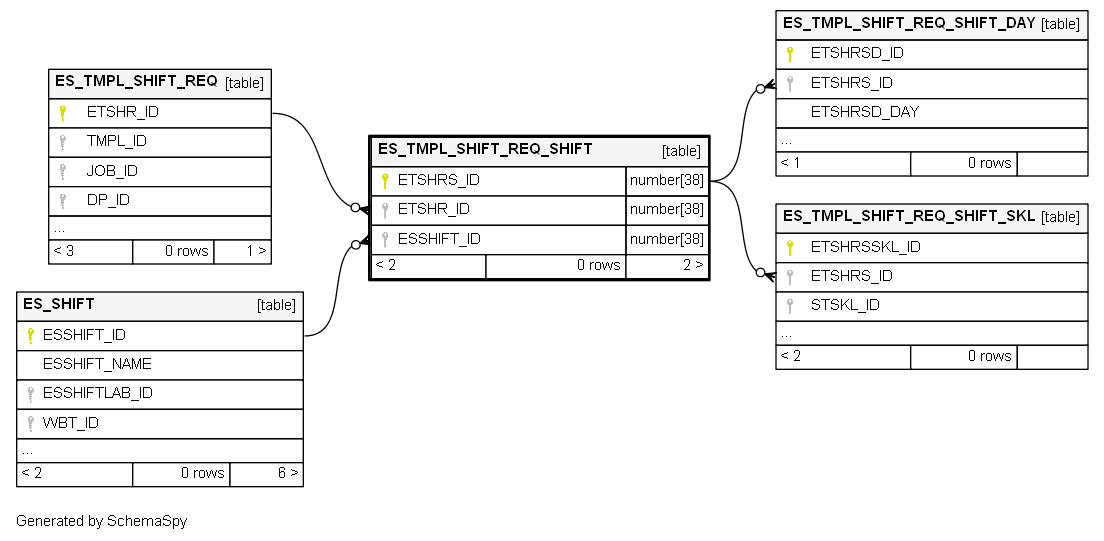 ES_TMPL_SHIFT_REQ [table]
ETSHR_ID
TMPL_ID
JOB_ID
DP_ID
...
< 3 0 rows 1 >
ES_SHIFT [table]
ESSHIFT_ID
ESSHIFT_NAME
ESSHIFTLAB_ID
WBT_ID
...
< 2 0 rows 6 >
ES_TMPL_SHIFT_REQ_SHIFT [table]
ETSHRS_ID number[38]
ETSHR_ID number[38]
ESSHIFT_ID number[38]
< 2 0 rows 2 >
ES_TMPL_SHIFT_REQ_SHIFT_DAY [table]
ETSHRSD_ID
ETSHRS_ID
ETSHRSD_DAY
...
< 1 0 rows
ES_TMPL_SHIFT_REQ_SHIFT_SKL [table]
ETSHRSSKL_ID
ETSHRS_ID
STSKL_ID
...
< 2 0 rows
Generated by SchemaSpy